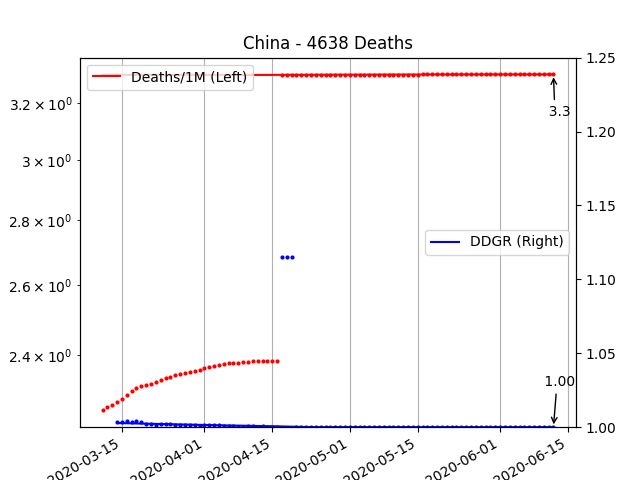 China - 4638 Deaths
Deaths/1M (Left)
3.2 × 10⁰
3 × 10⁰
2.8 × 10⁰
2.6 × 10⁰
2.4 × 10⁰
1.25
1.20
1.15
1.10
1.05
1.00
3.3
DDGR (Right)
1.00
2020-03-15
2020-04-01
2020-04-15
2020-05-01
2020-05-15
2020-06-01
2020-06-15